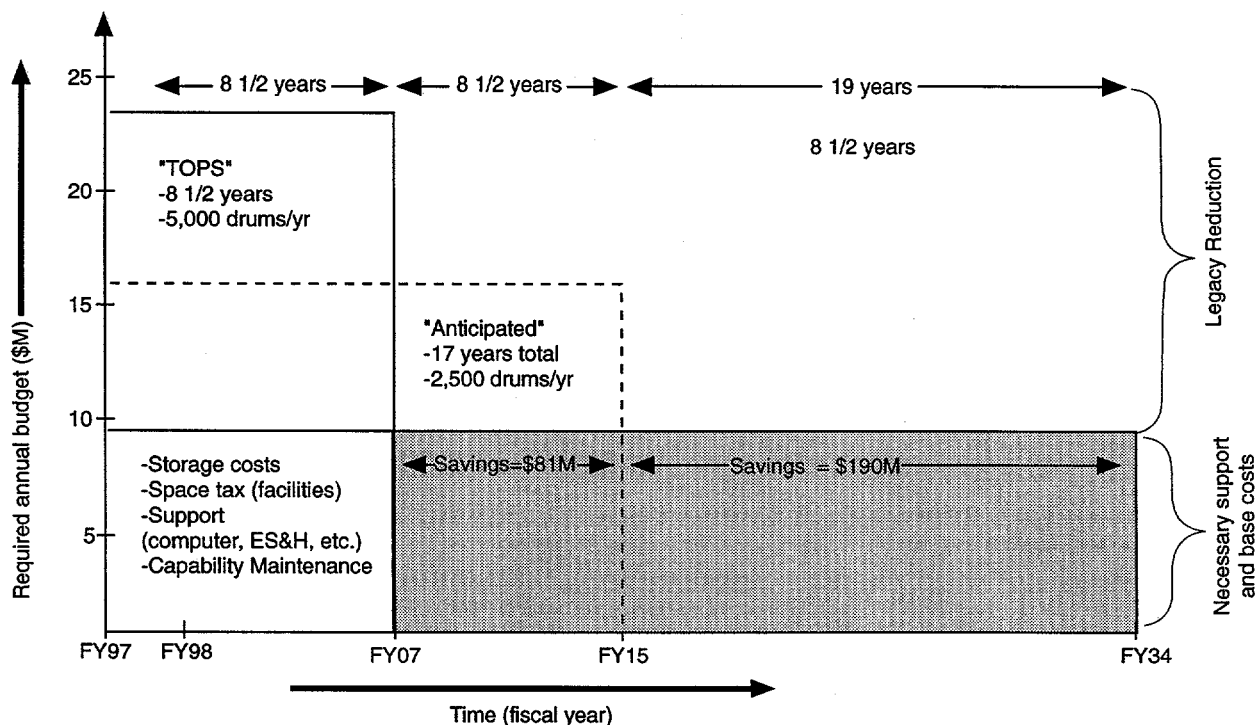 25
20
15
10
5
Required annual budget ($M)
8 1/2 years
8 1/2 years
19 years
8 1/2 years
"TOPS"
-8 1/2 years
-5,000 drums/yr
"Anticipated"
-17 years total
-2,500 drums/yr
-Storage costs
-Space tax (facilities)
-Support
(computer, ES&H, etc.)
-Capability Maintenance
Savings=$81M
Savings = $190M
Legacy Reduction
Necessary support
and base costs
FY97
FY98
FY07
FY15
FY34
Time (fiscal year)